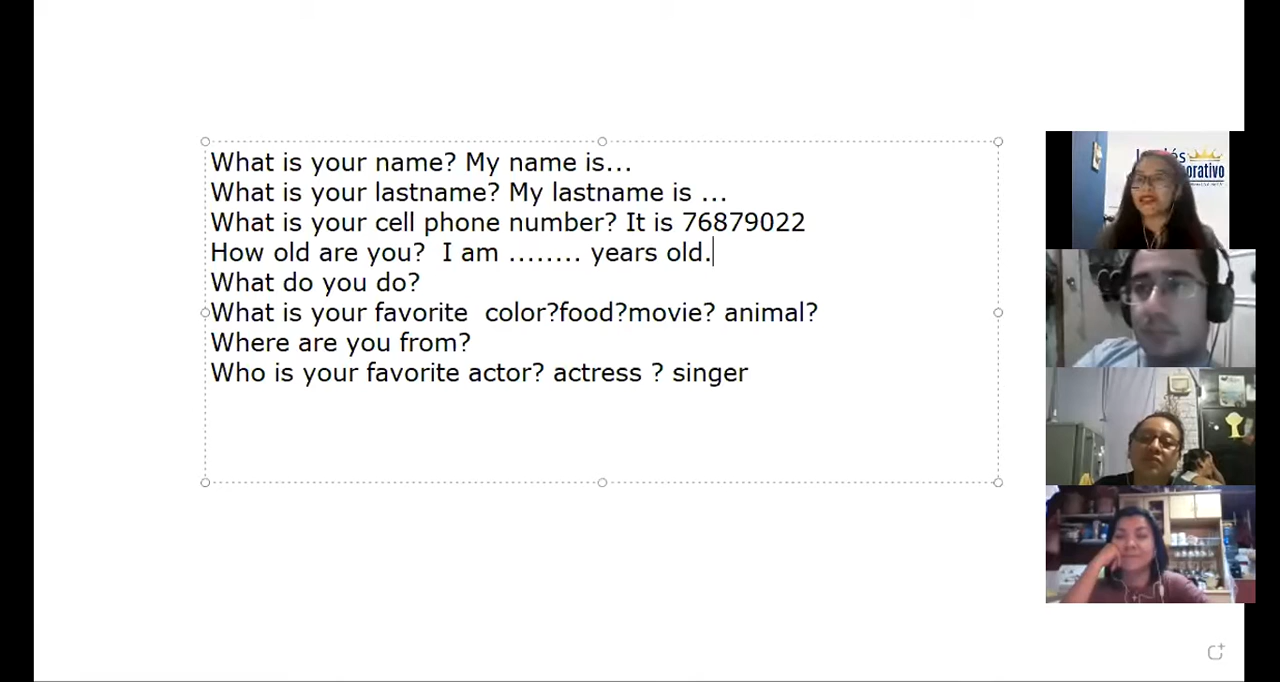 What is your name? My name is...
What is your lastname? My lastname is ...
What is your cell phone number? It is 76879022
How old are you?  I am ........ years old.
What do you do?
What is your favorite  color?food?movie? animal?
Where are you from?
Who is your favorite actor? actress ? singer